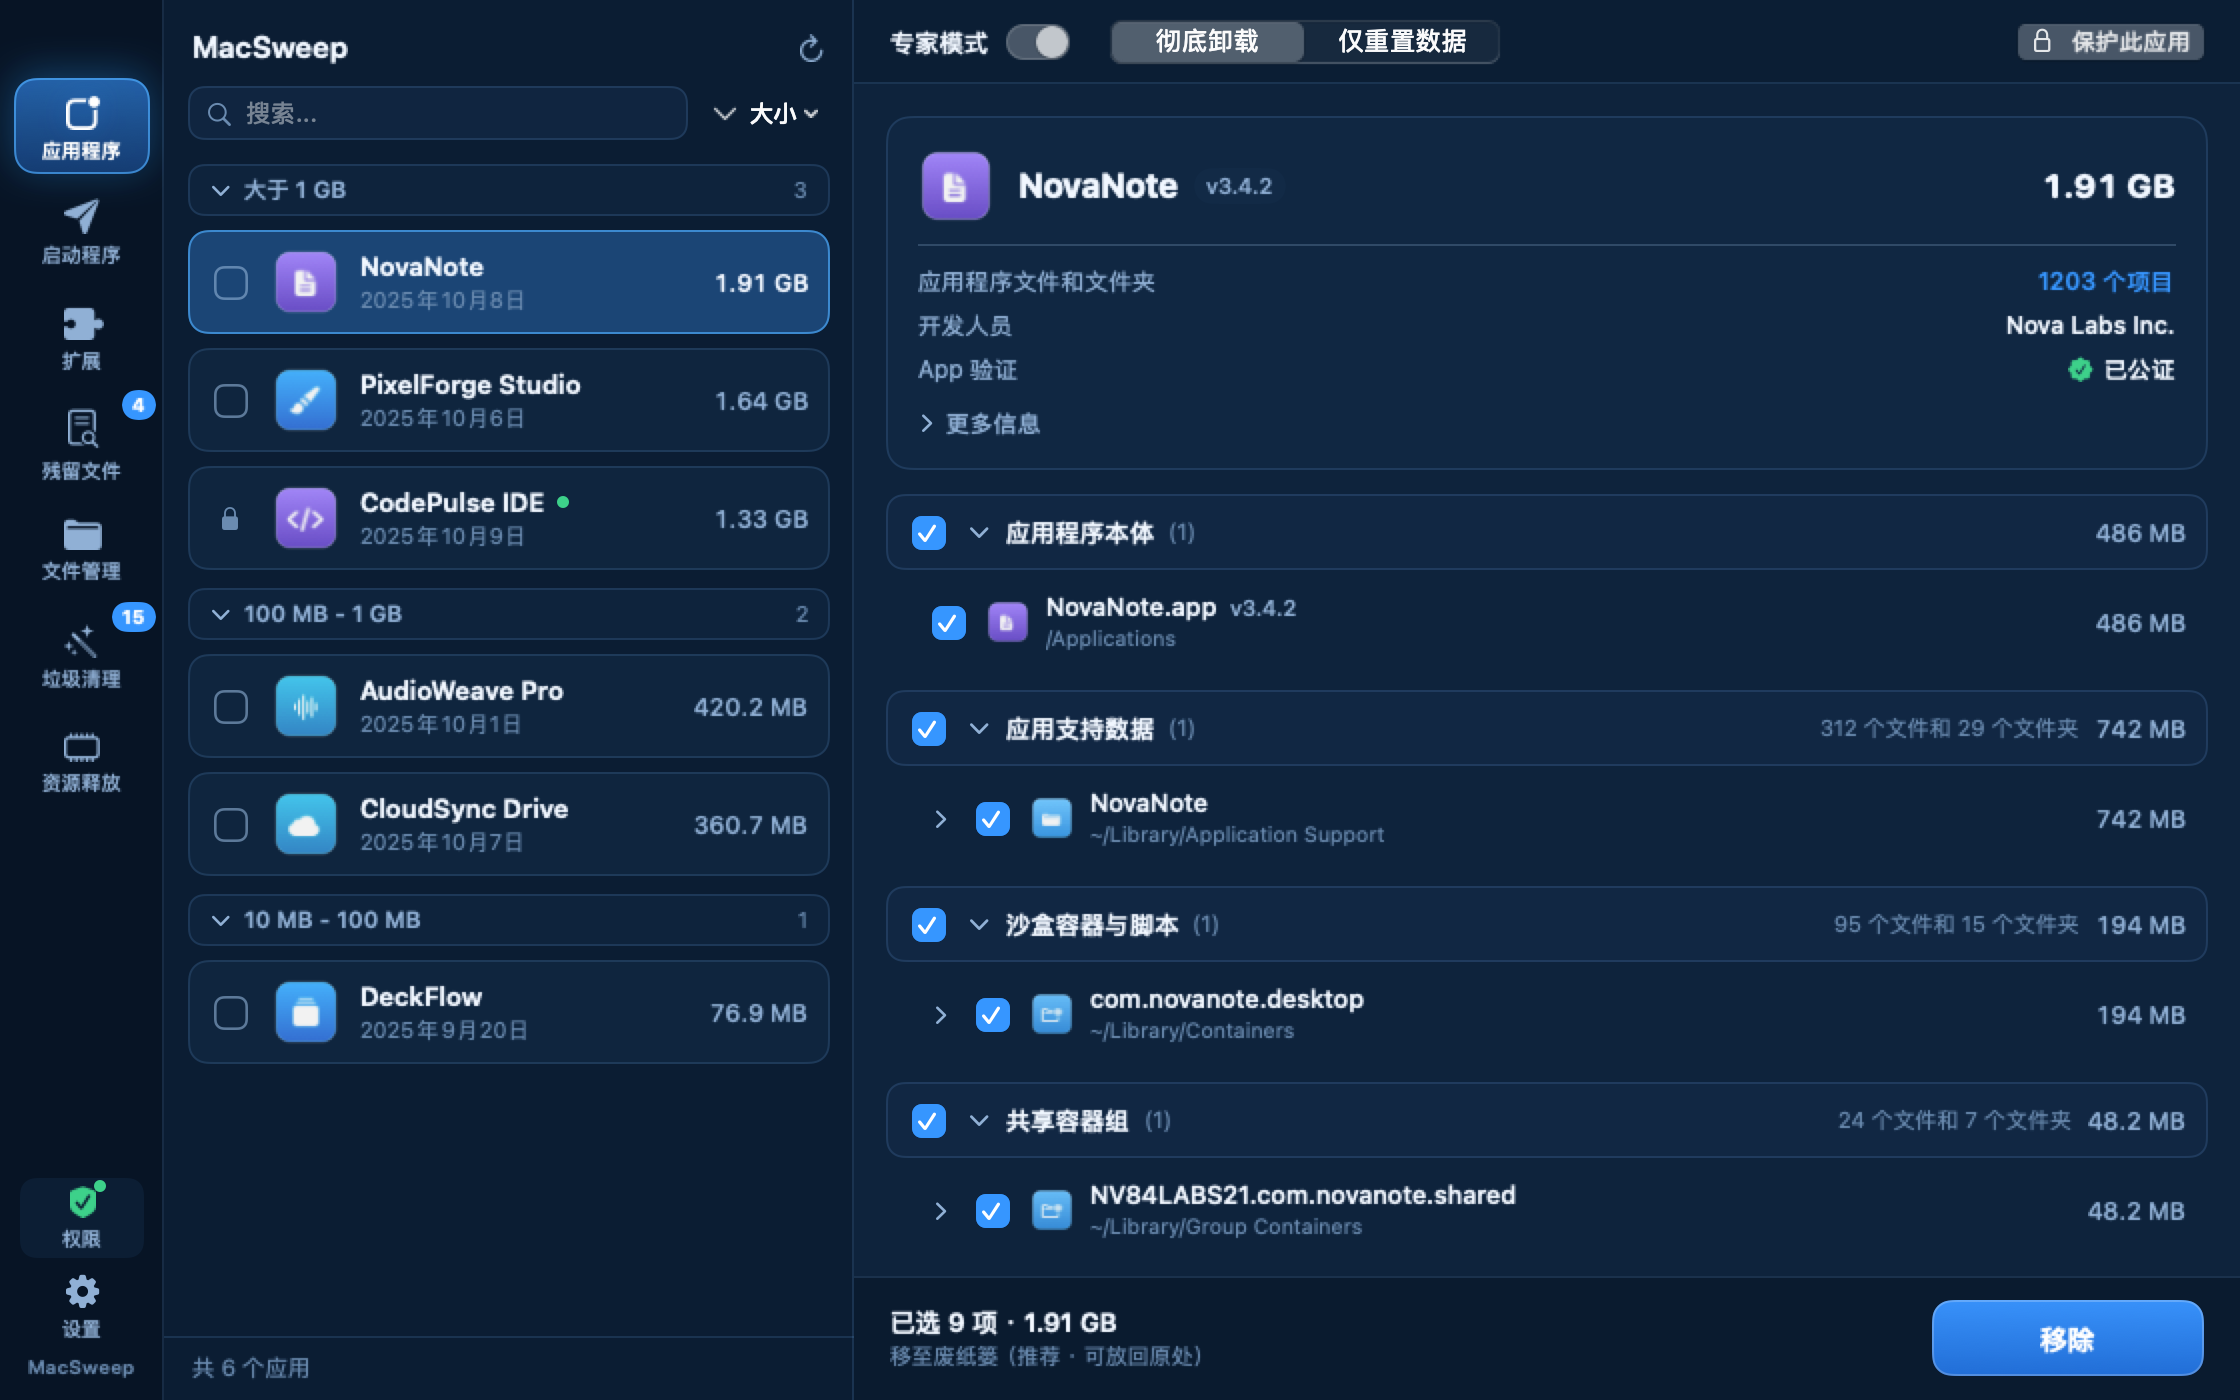 应用程序
启动程序
扩展
4
残留文件
文件管理
15
垃圾清理
资源释放
权限
设置
MacSweep
MacSweep
搜索...
大小
大于 1 GB 3
NovaNote
2025年10月8日
1.91 GB
PixelForge Studio
2025年10月6日
1.64 GB
CodePulse IDE
2025年10月9日
1.33 GB
100 MB - 1 GB 2
AudioWeave Pro
2025年10月1日
420.2 MB
CloudSync Drive
2025年10月7日
360.7 MB
10 MB - 100 MB 1
DeckFlow
2025年9月20日
76.9 MB
共 6 个应用
专家模式 彻底卸载 仅重置数据 保护此应用
NovaNote v3.4.2 1.91 GB
应用程序文件和文件夹 1203 个项目
开发人员 Nova Labs Inc.
App 验证 已公证
更多信息
应用程序本体 (1) 486 MB
NovaNote.app v3.4.2
/Applications
486 MB
应用支持数据 (1) 312 个文件和 29 个文件夹 742 MB
NovaNote
~/Library/Application Support
742 MB
沙盒容器与脚本 (1) 95 个文件和 15 个文件夹 194 MB
com.novanote.desktop
~/Library/Containers
194 MB
共享容器组 (1) 24 个文件和 7 个文件夹 48.2 MB
NV84LABS21.com.novanote.shared
~/Library/Group Containers
48.2 MB
已选 9 项 · 1.91 GB
移至废纸篓（推荐 · 可放回原处）
移除